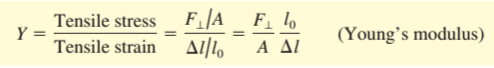 Y = Tensile stress / Tensile strain = F⊥/A / Δl/l₀ = F⊥ / A l₀ / Δl (Young's modulus)